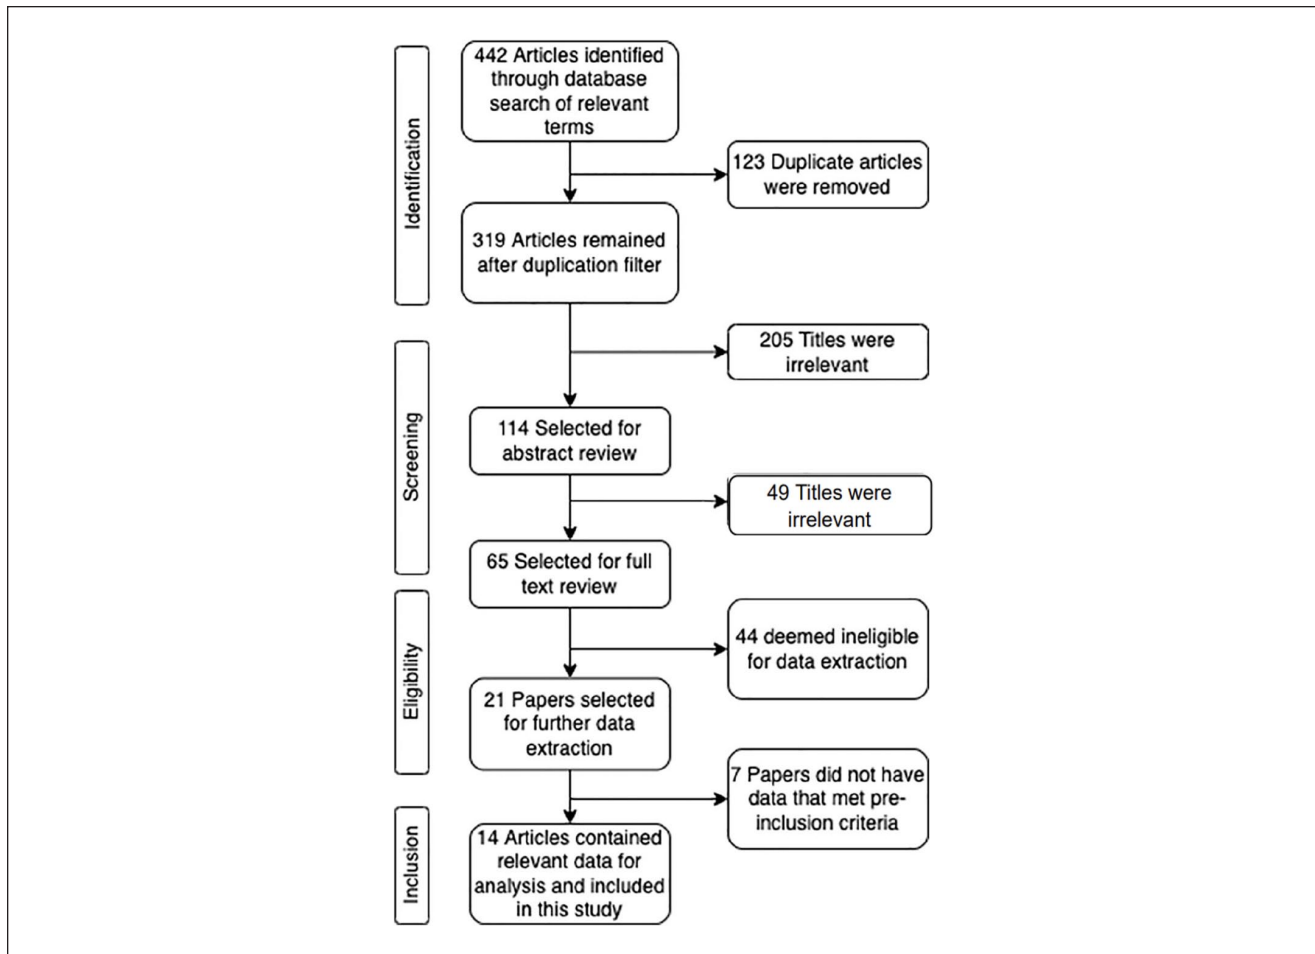 Identification
442 Articles identified
through database
search of relevant
terms
123 Duplicate articles
were removed
319 Articles remained
after duplication filter
Screening
205 Titles were
irrelevant
114 Selected for
abstract review
49 Titles were
irrelevant
65 Selected for full
text review
Eligibility
44 deemed ineligible
for data extraction
21 Papers selected
for further data
extraction
7 Papers did not have
data that met pre-
inclusion criteria
Inclusion
14 Articles contained
relevant data for
analysis and included
in this study